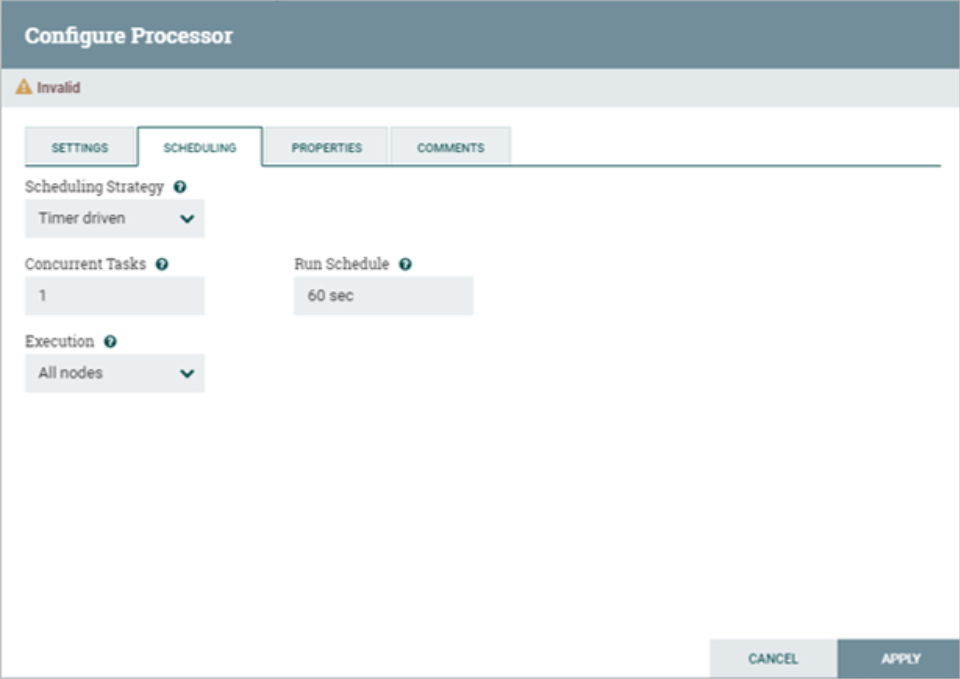 Configure Processor
Invalid
SETTINGS SCHEDULING PROPERTIES COMMENTS
Scheduling Strategy
Timer driven
Concurrent Tasks Run Schedule
1 60 sec
Execution
All nodes
CANCEL APPLY